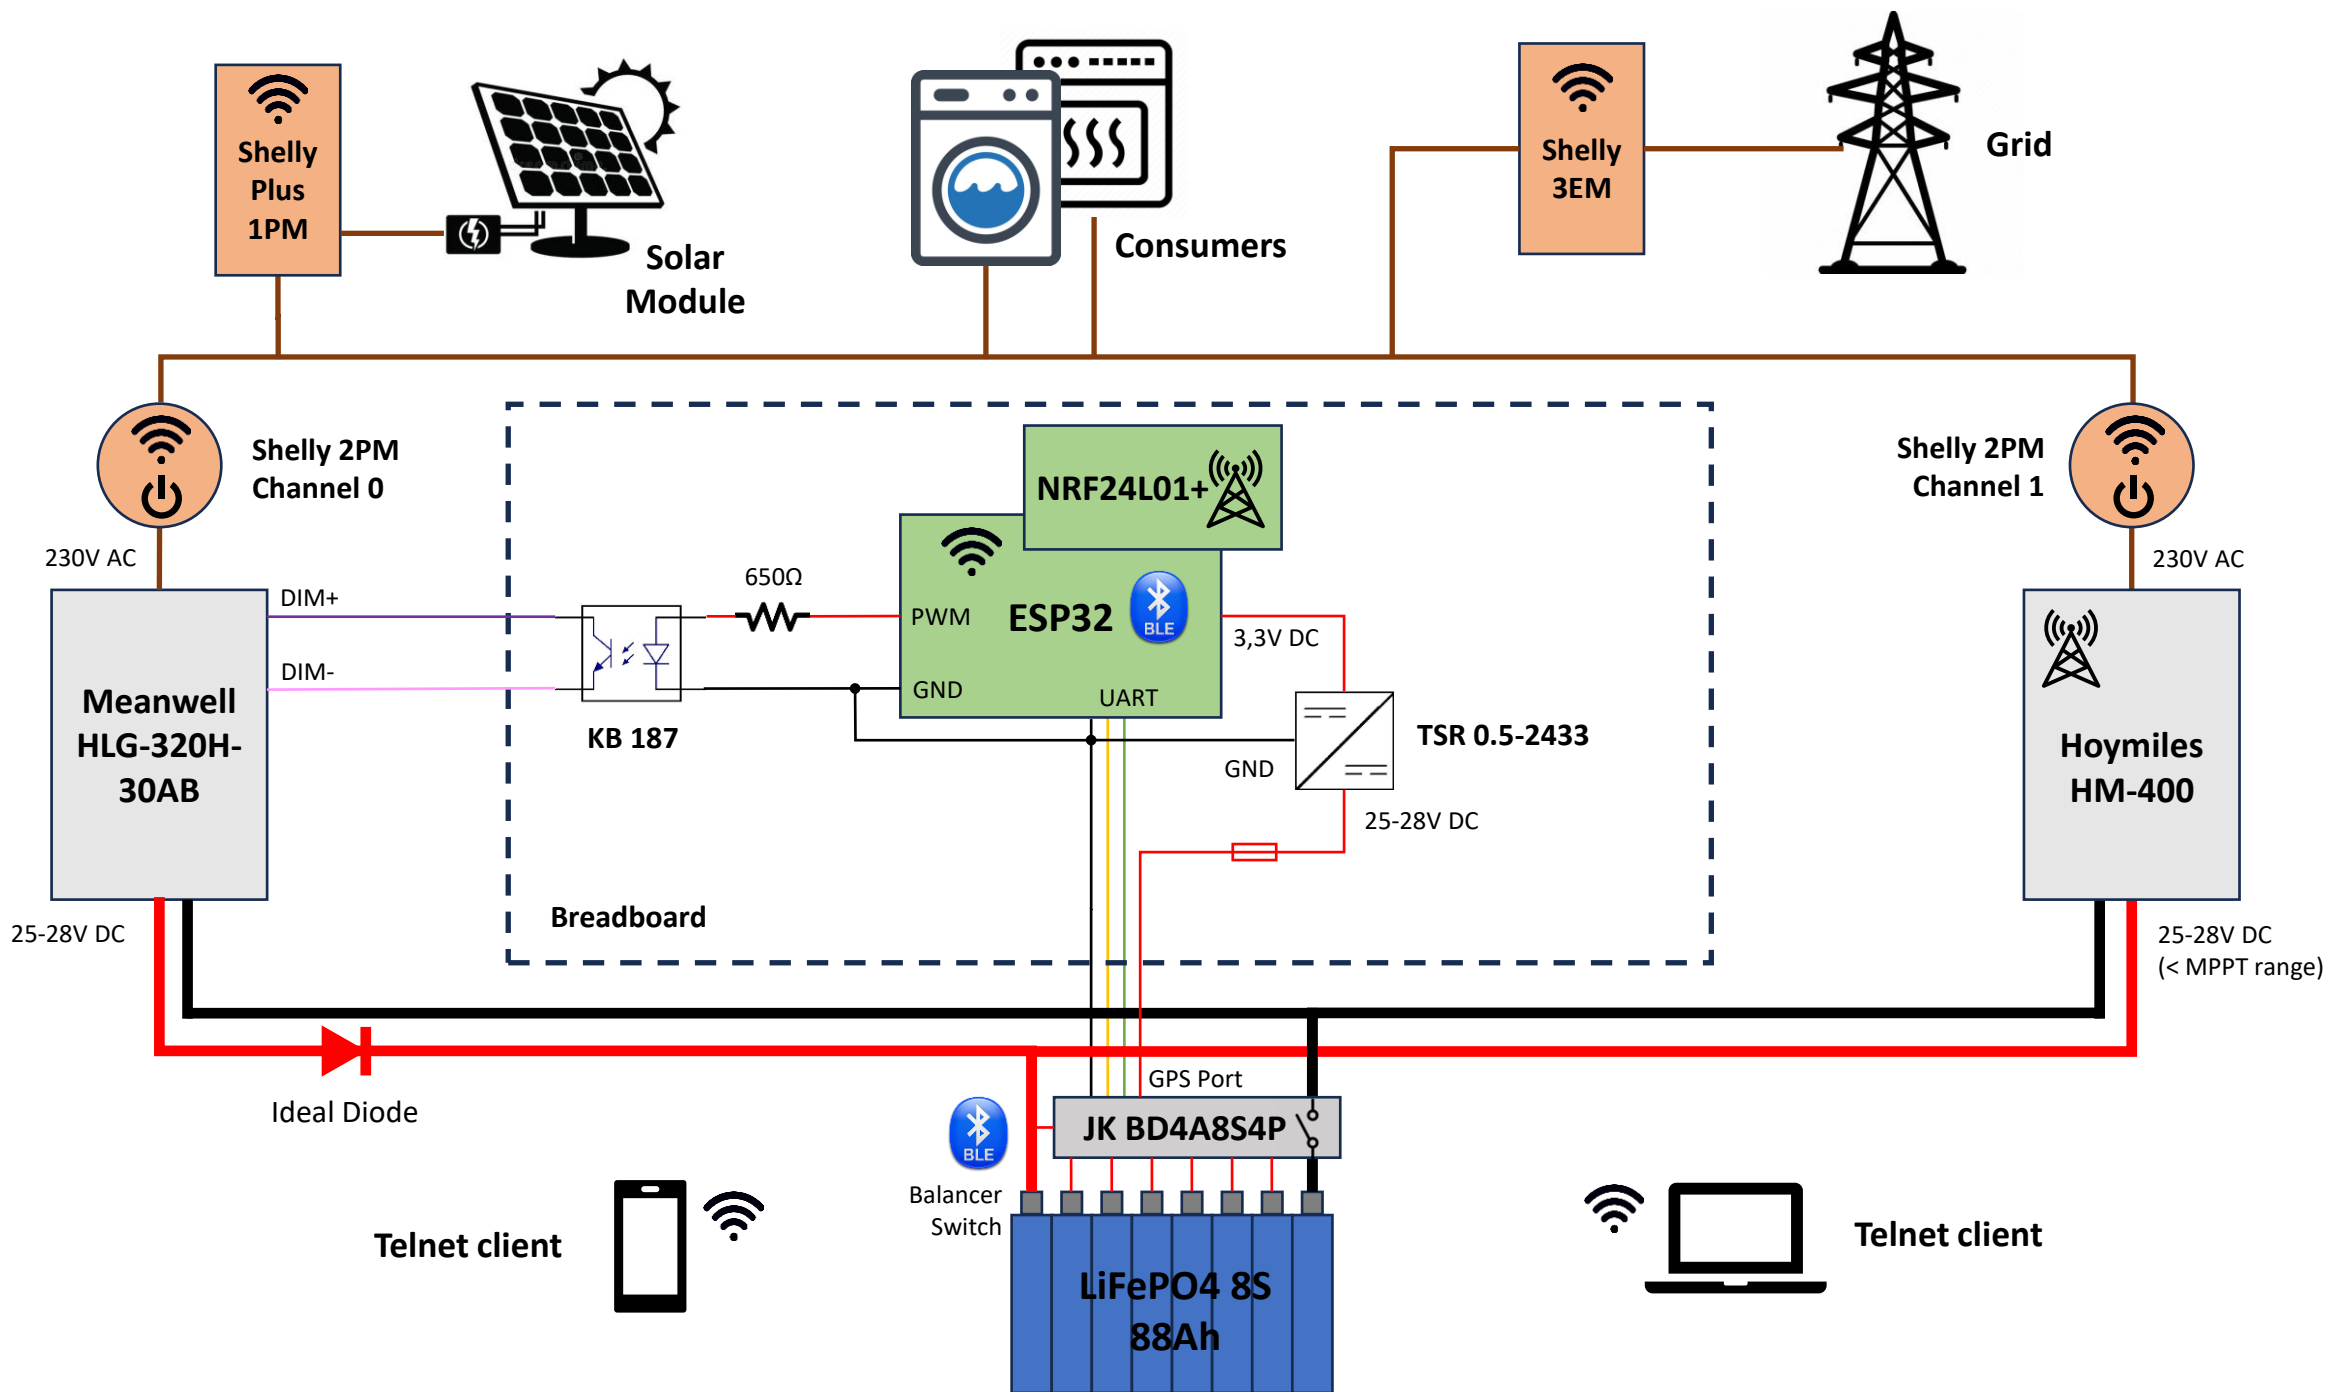 Shelly
Plus
1PM
Solar
Module
Consumers
Shelly
3EM
Grid
Shelly 2PM
Channel 0
Shelly 2PM
Channel 1
NRF24L01+
230V AC
230V AC
DIM+
650Ω
PWM
ESP32
BLE
3,3V DC
DIM-
GND
UART
Meanwell
HLG-320H-
30AB
KB 187
GND
TSR 0.5-2433
Hoymiles
HM-400
25-28V DC
Breadboard
25-28V DC
25-28V DC
(< MPPT range)
GPS Port
Ideal Diode
BLE
JK BD4A8S4P
Balancer
Switch
Telnet client
Telnet client
LiFePO4 8S
88Ah